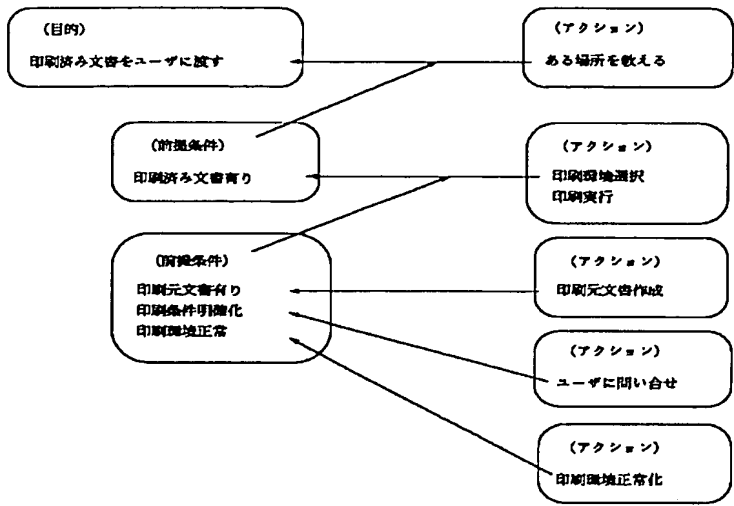 (目的)
印刷済み文書をユーザに渡す
(アクション)
ある場所を教える
(前提条件)
印刷済み文書有り
(アクション)
印刷環境選択
印刷実行
(前提条件)
印刷元文書有り
印刷条件明確化
印刷環境正常
(アクション)
印刷元文書作成
(アクション)
ユーザに問い合せ
(アクション)
印刷環境正常化